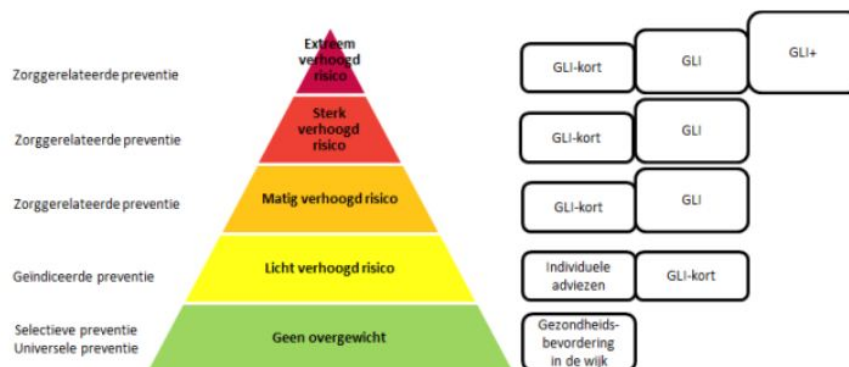 Zorggerelateerde preventie
Extreem
verhoogd
risico
GLI-kort
GLI
GLI+
Zorggerelateerde preventie
Sterk
verhoogd
risico
GLI-kort
GLI
Zorggerelateerde preventie
Matig verhoogd risico
GLI-kort
GLI
Geïndiceerde preventie
Licht verhoogd risico
Individuele
adviezen
GLI-kort
Selectieve preventie
Universele preventie
Geen overgewicht
Gezondheids-
bevordering
in de wijk